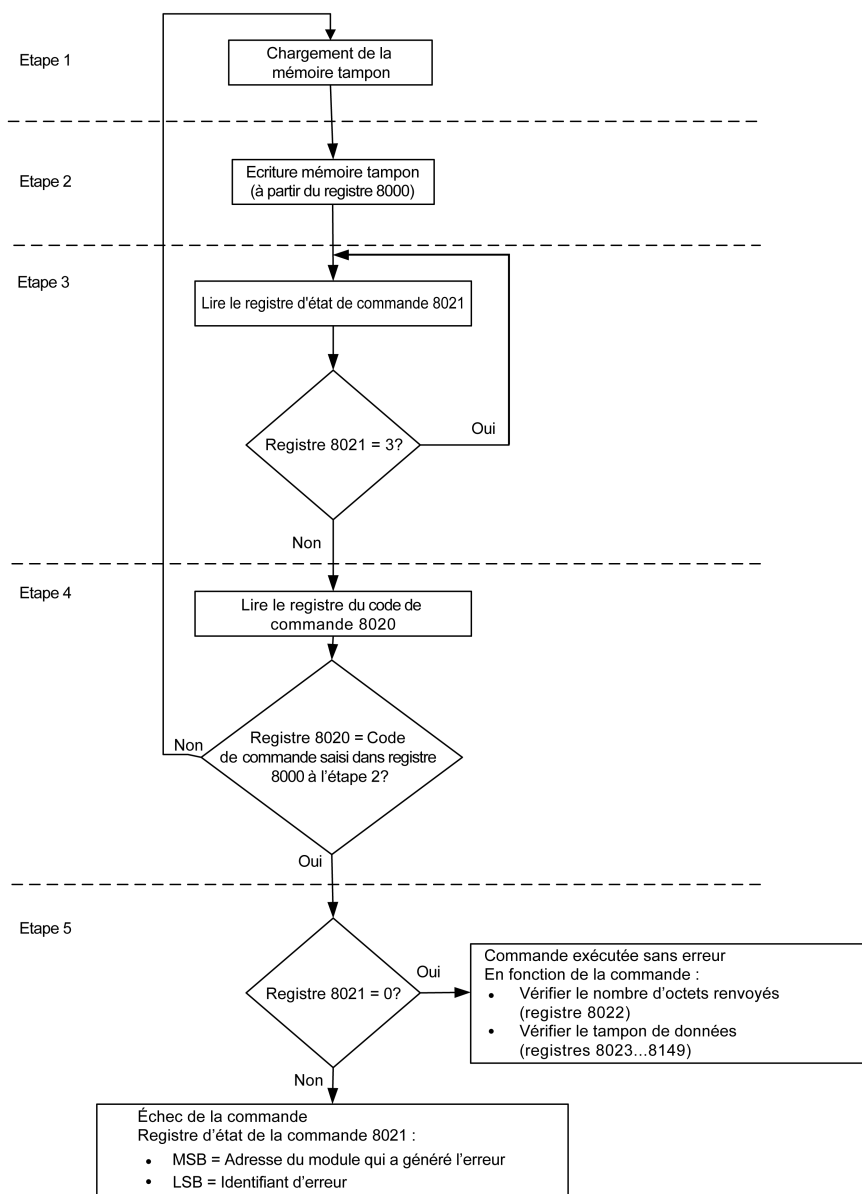 Etape 1
Chargement de la
mémoire tampon
Etape 2
Ecriture mémoire tampon
(à partir du registre 8000)
Etape 3
Lire le registre d'état de commande 8021
Oui
Registre 8021 = 3?
Non
Etape 4
Lire le registre du code de
commande 8020
Non
Registre 8020 = Code
de commande saisi dans registre
8000 à l'étape 2?
Oui
Etape 5
Registre 8021 = 0?
Oui
Commande exécutée sans erreur
En fonction de la commande :
• Vérifier le nombre d'octets renvoyés
(registre 8022)
• Vérifier le tampon de données
(registres 8023...8149)
Non
Échec de la commande
Registre d'état de la commande 8021 :
• MSB = Adresse du module qui a généré l'erreur
• LSB = Identifiant d'erreur